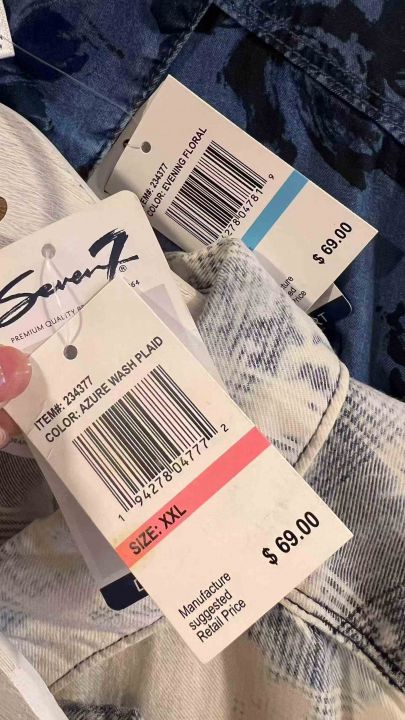 ITEM#: 234377
COLOR: EVENING FLORAL
$ 69.00
Seven7®
PREMIUM QUALITY
64
ITEM#: 234377
COLOR: AZURE WASH PLAID
1 94278 04777 2
SIZE: XXL
$ 69.00
Manufacture
suggested
Retail Price